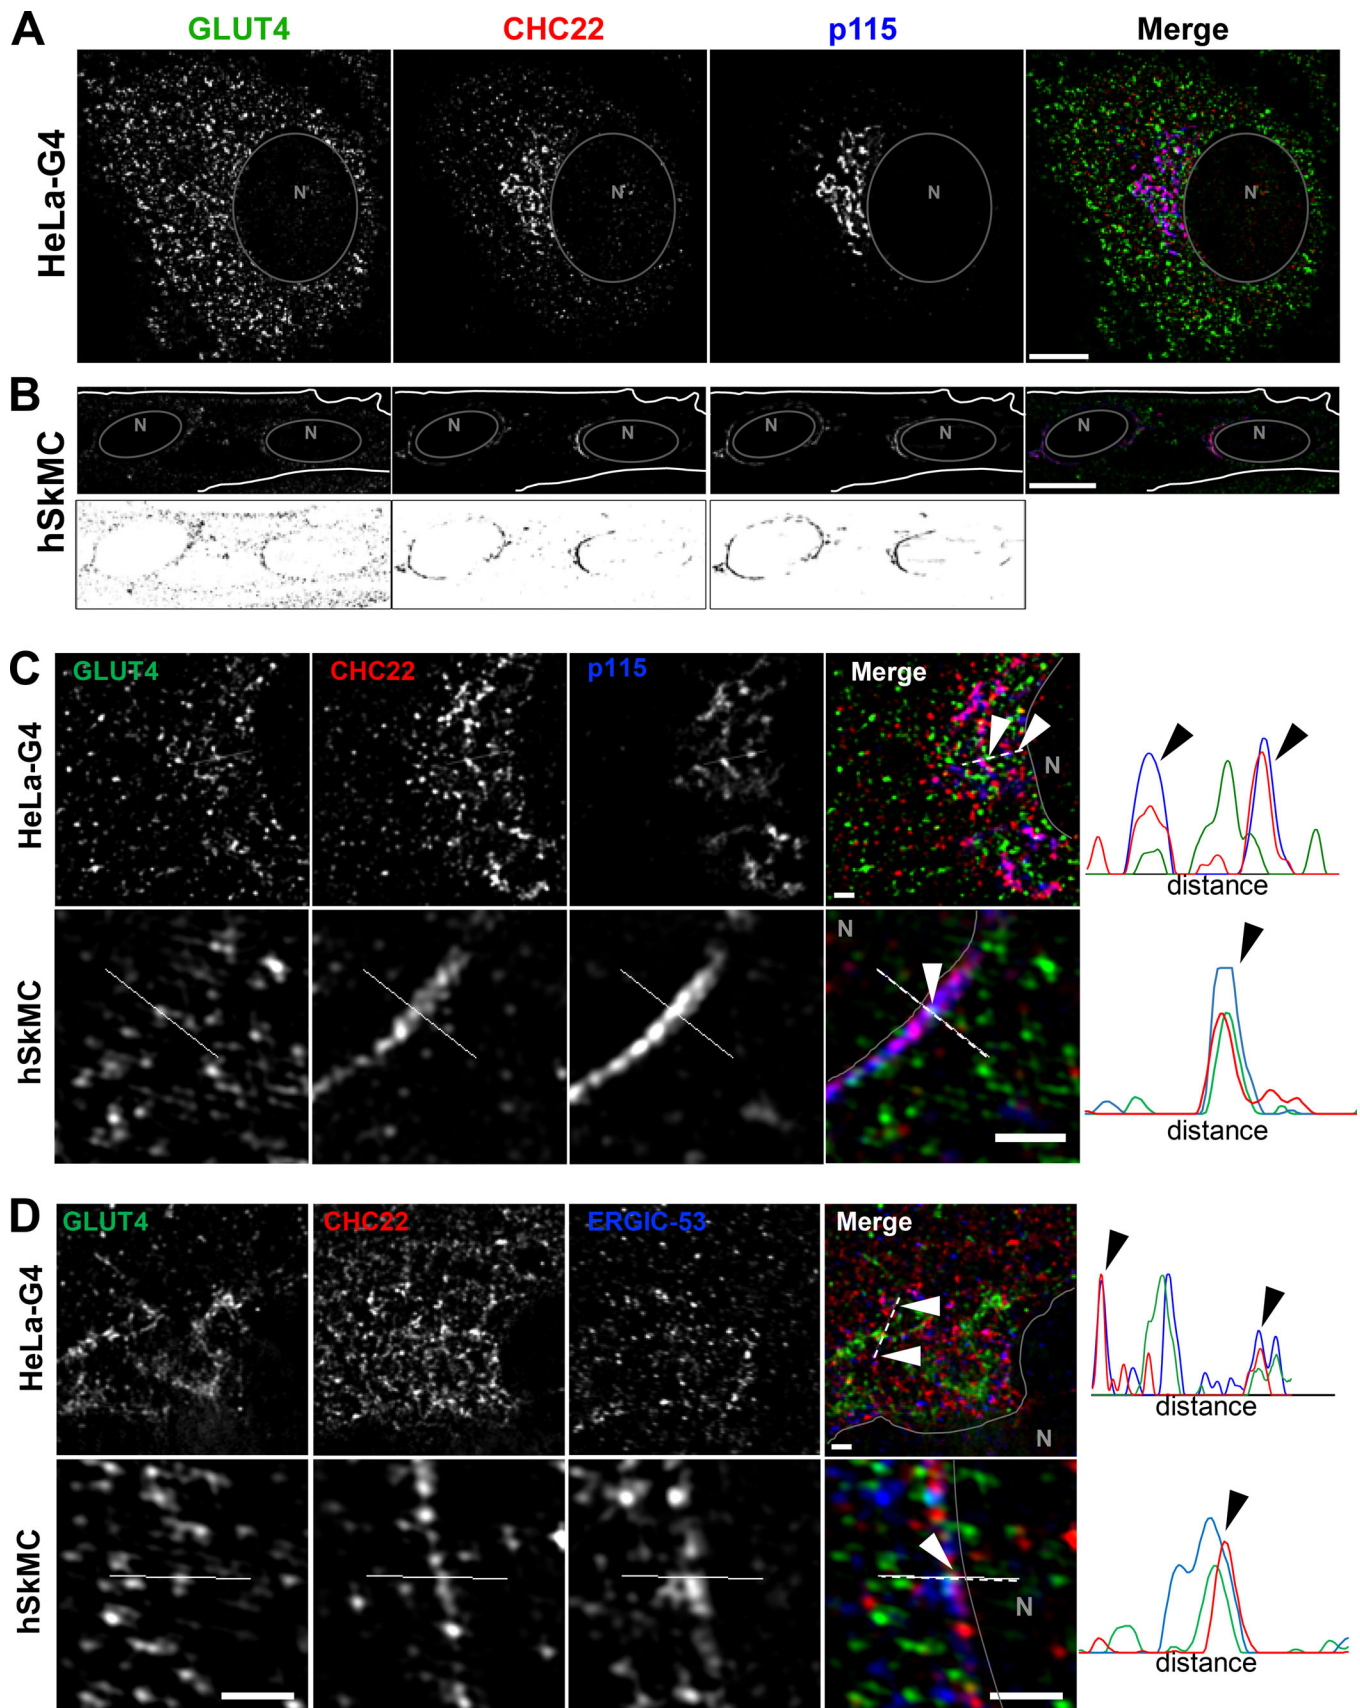 A
GLUT4 CHC22 p115 Merge
HeLa-G4
N N N N
B
hSkMC
N N N N N N N N
C
GLUT4 CHC22 p115 Merge
HeLa-G4
N
distance
hSkMC
N
distance
D
GLUT4 CHC22 ERGIC-53 Merge
HeLa-G4
N
distance
hSkMC
N
distance